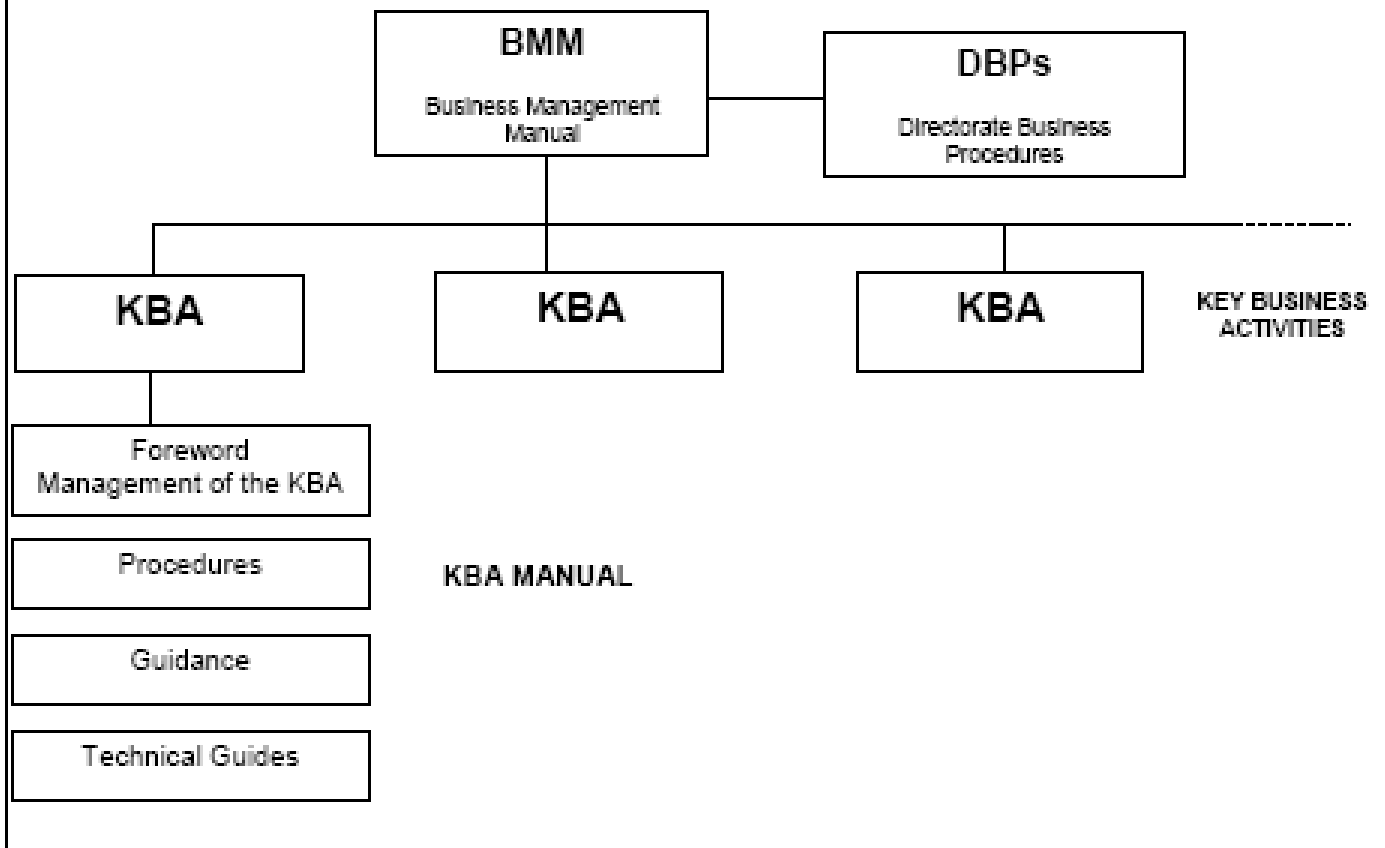 BMM
Business Management
Manual
DBPs
Directorate Business
Procedures
KBA
KBA
KBA
KEY BUSINESS
ACTIVITIES
Foreword
Management of the KBA
Procedures
KBA MANUAL
Guidance
Technical Guides